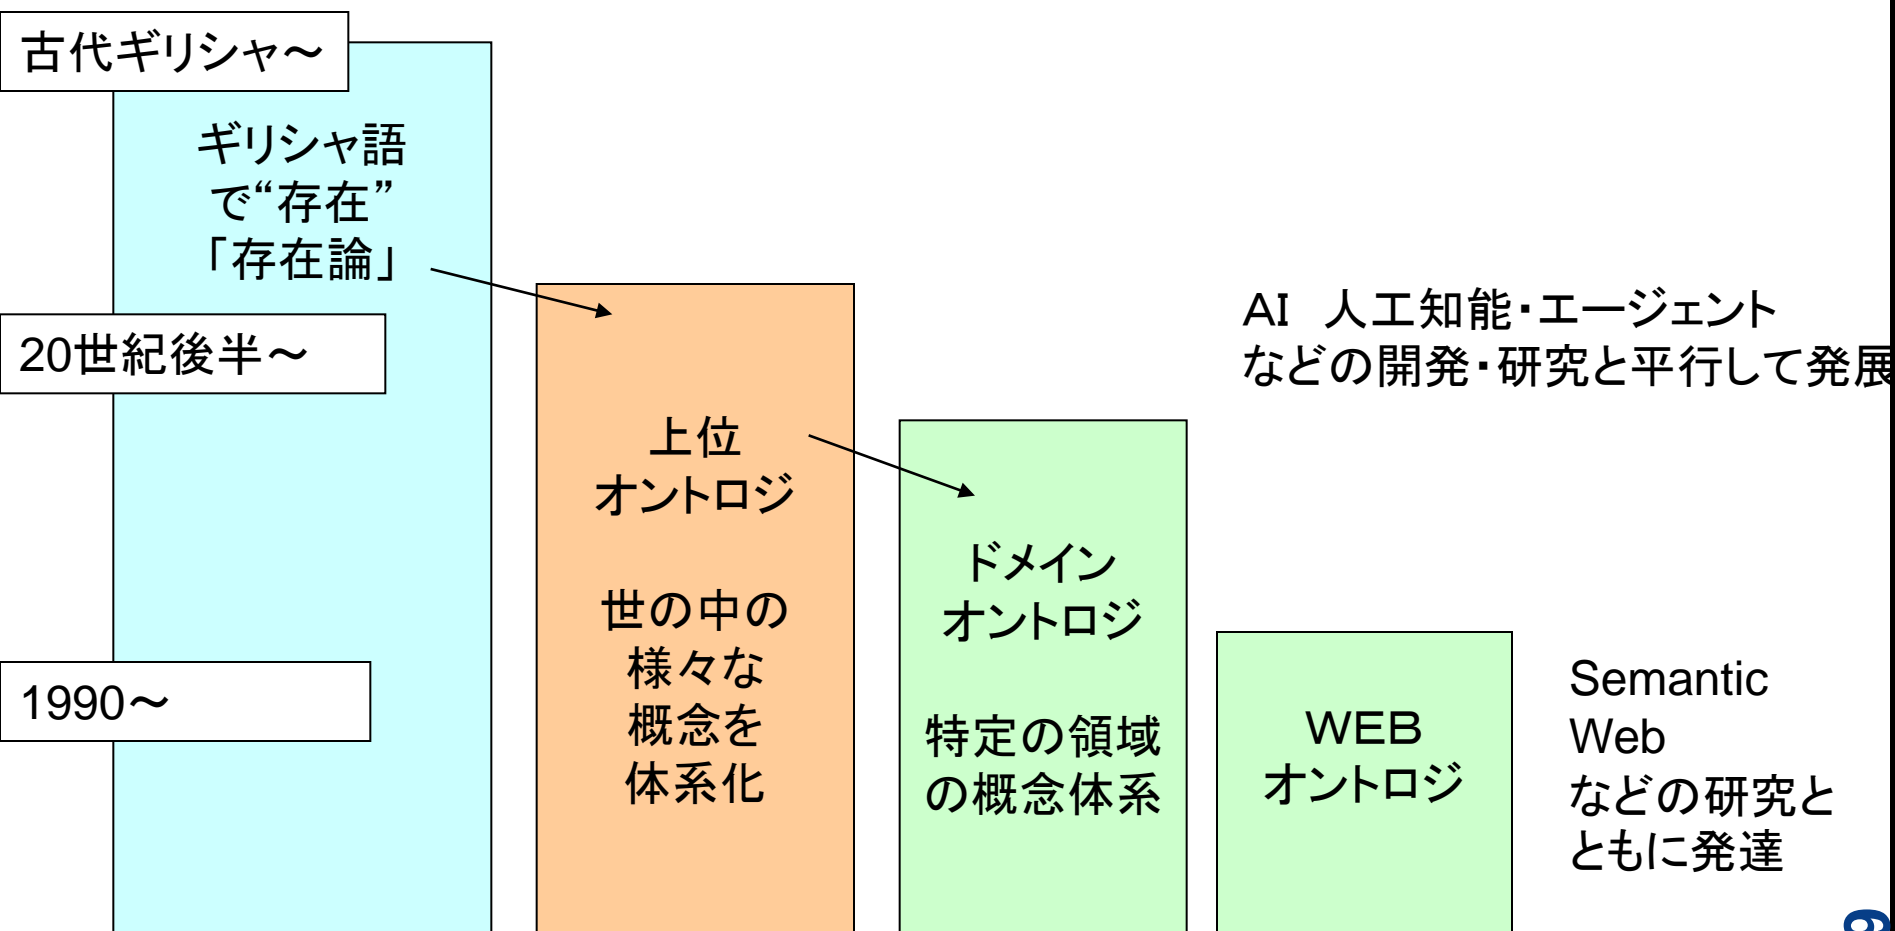 古代ギリシャ～
ギリシャ語
で“存在”
「存在論」
20世紀後半～
1990～
上位
オントロジ
世の中の
様々な
概念を
体系化
ドメイン
オントロジ
特定の領域
の概念体系
WEB
オントロジ
AI　人工知能・エージェント
などの開発・研究と平行して発展
Semantic
Web
などの研究と
ともに発達